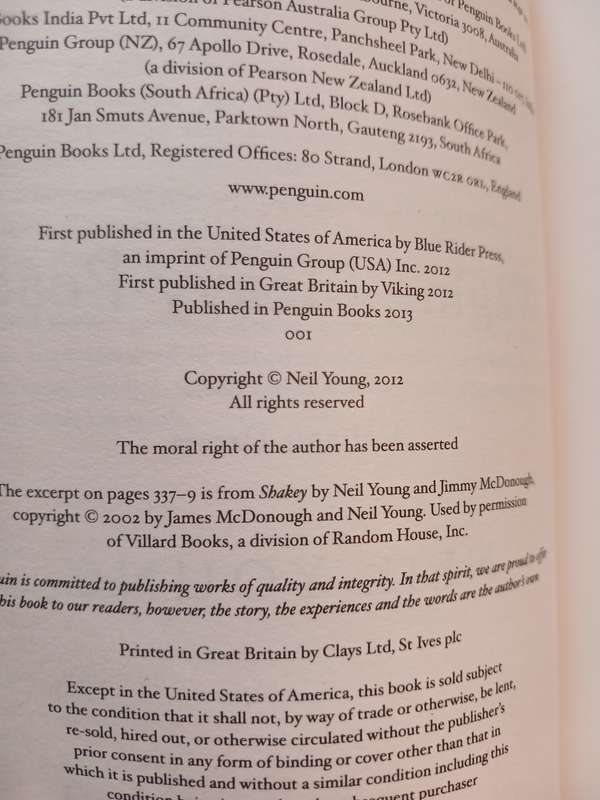 of Penguin Books
ourne, Victoria 3008, Australia
of Pearson Australia Group Pty Ltd)
ooks India Pvt Ltd, 11 Community Centre, Panchsheel Park, New Delhi – 110
Penguin Group (NZ), 67 Apollo Drive, Rosedale, Auckland 0632, New Zealand
(a division of Pearson New Zealand Ltd)
Penguin Books (South Africa) (Pty) Ltd, Block D, Rosebank Office Park,
181 Jan Smuts Avenue, Parktown North, Gauteng 2193, South Africa
Penguin Books Ltd, Registered Offices: 80 Strand, London WC2R 0RL, England
www.penguin.com
First published in the United States of America by Blue Rider Press,
an imprint of Penguin Group (USA) Inc. 2012
First published in Great Britain by Viking 2012
Published in Penguin Books 2013
001
Copyright © Neil Young, 2012
All rights reserved
The moral right of the author has been asserted
The excerpt on pages 337–9 is from Shakey by Neil Young and Jimmy McDonough,
copyright © 2002 by James McDonough and Neil Young. Used by permission
of Villard Books, a division of Random House, Inc.
uin is committed to publishing works of quality and integrity. In that spirit, we are proud to offer
his book to our readers, however, the story, the experiences and the words are the author's own
Printed in Great Britain by Clays Ltd, St Ives plc
Except in the United States of America, this book is sold subject
to the condition that it shall not, by way of trade or otherwise, be lent,
re-sold, hired out, or otherwise circulated without the publisher's
prior consent in any form of binding or cover other than that in
which it is published and without a similar condition including this
purchaser